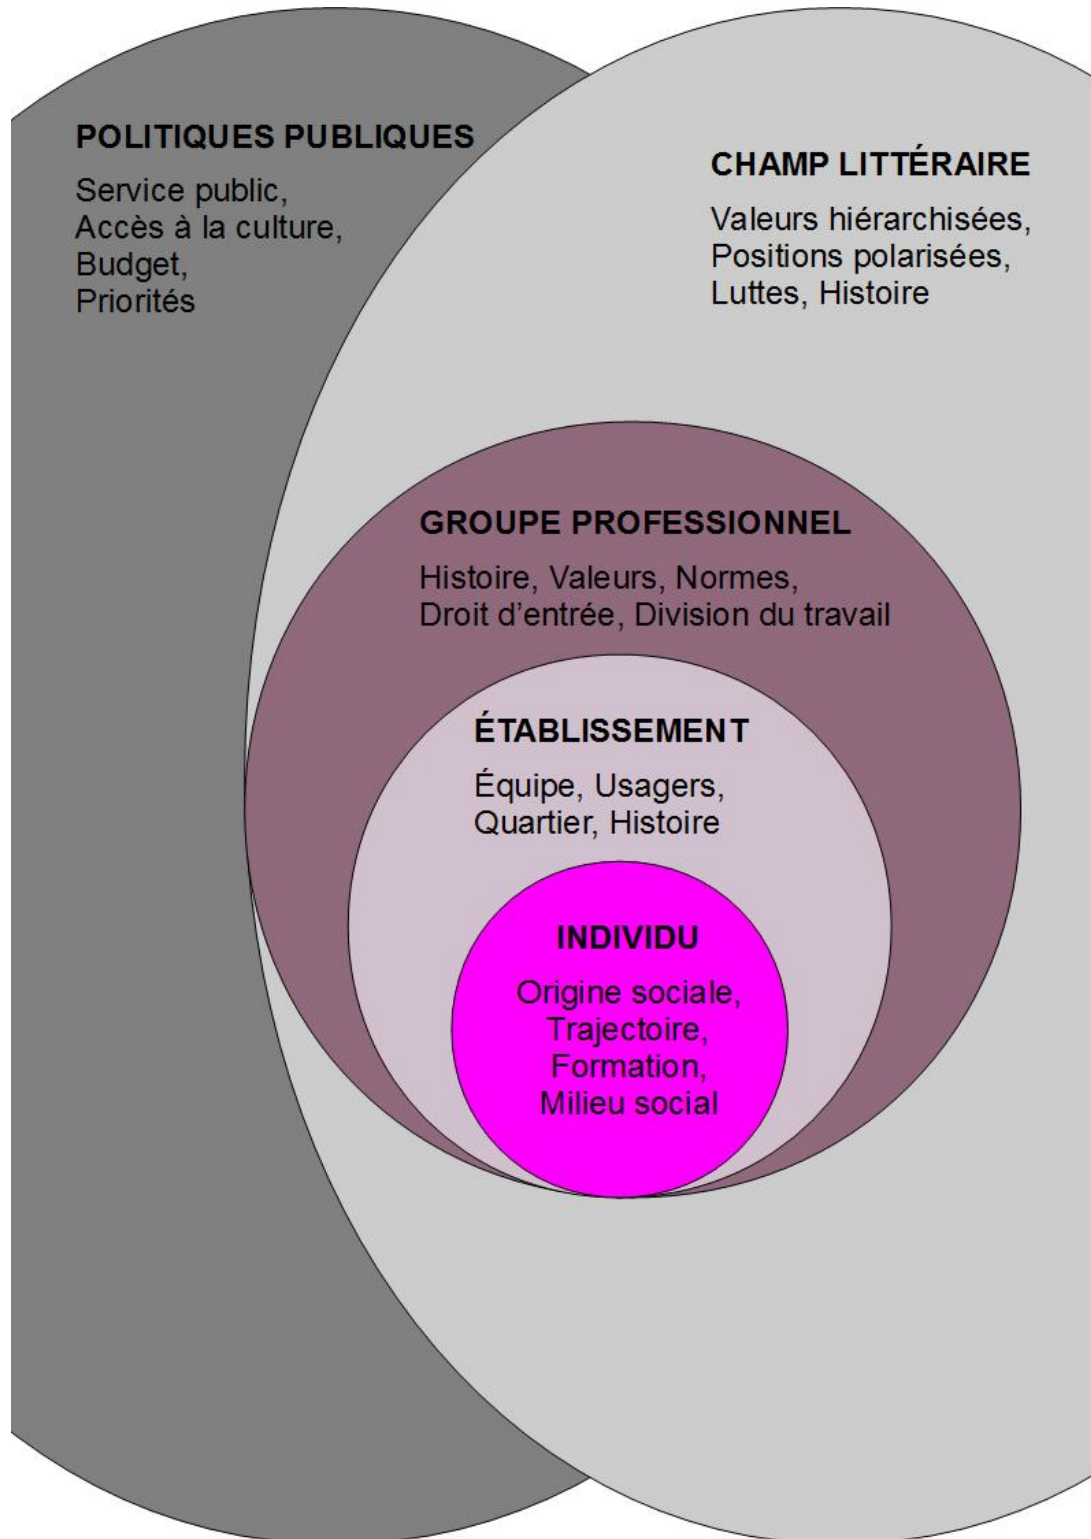 POLITIQUES PUBLIQUES
Service public,
Accès à la culture,
Budget,
Priorités
CHAMP LITTÉRAIRE
Valeurs hiérarchisées,
Positions polarisées,
Luttes, Histoire
GROUPE PROFESSIONNEL
Histoire, Valeurs, Normes,
Droit d'entrée, Division du travail
ÉTABLISSEMENT
Équipe, Usagers,
Quartier, Histoire
INDIVIDU
Origine sociale,
Trajectoire,
Formation,
Milieu social